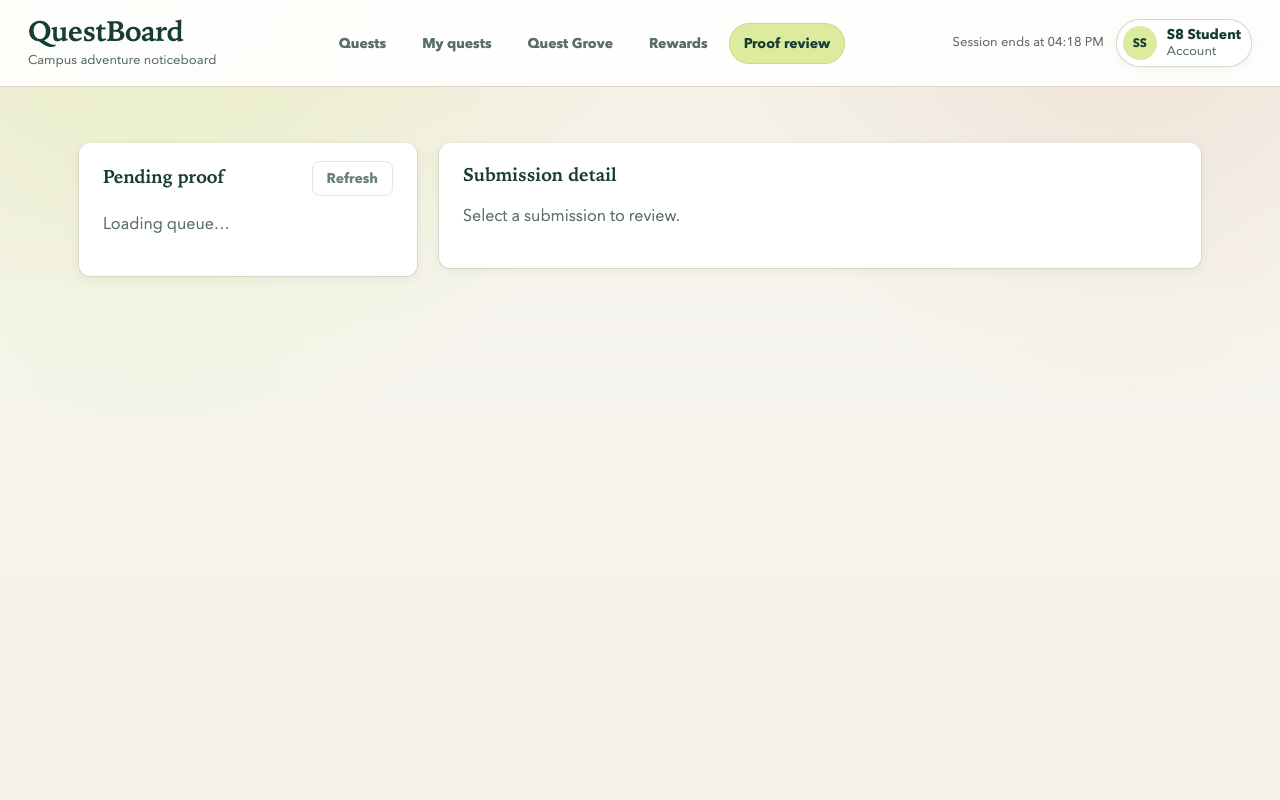 QuestBoard
Campus adventure noticeboard
Quests
My quests
Quest Grove
Rewards
Proof review
Session ends at 04:18 PM
SS
S8 Student
Account
Pending proof
Refresh
Loading queue…
Submission detail
Select a submission to review.